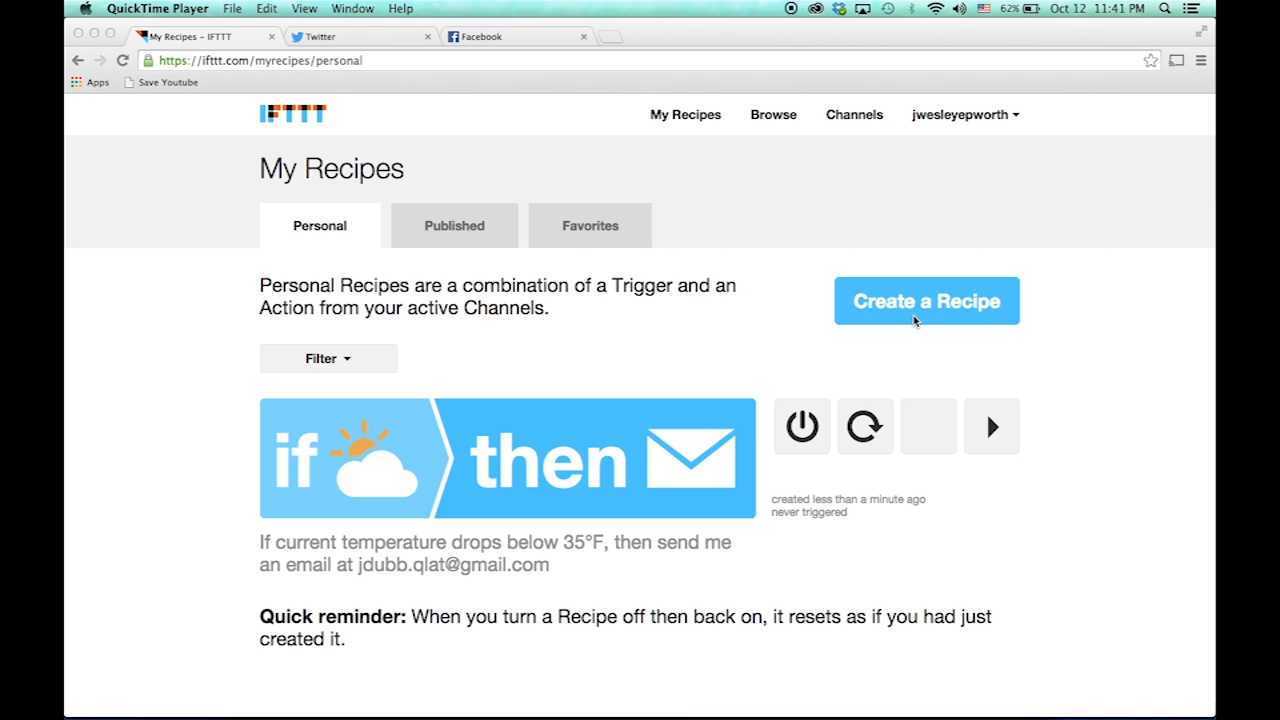 QuickTime Player File Edit View Window Help 62% Oct 12 11:41 PM
My Recipes – IFTTT Twitter Facebook
https://ifttt.com/myrecipes/personal
Apps Save Youtube
IFTTT My Recipes Browse Channels jwesleyepworth
My Recipes
Personal Published Favorites
Personal Recipes are a combination of a Trigger and an
Action from your active Channels.
Create a Recipe
Filter
if then
created less than a minute ago
never triggered
If current temperature drops below 35°F, then send me
an email at jdubb.qlat@gmail.com
Quick reminder: When you turn a Recipe off then back on, it resets as if you had just
created it.